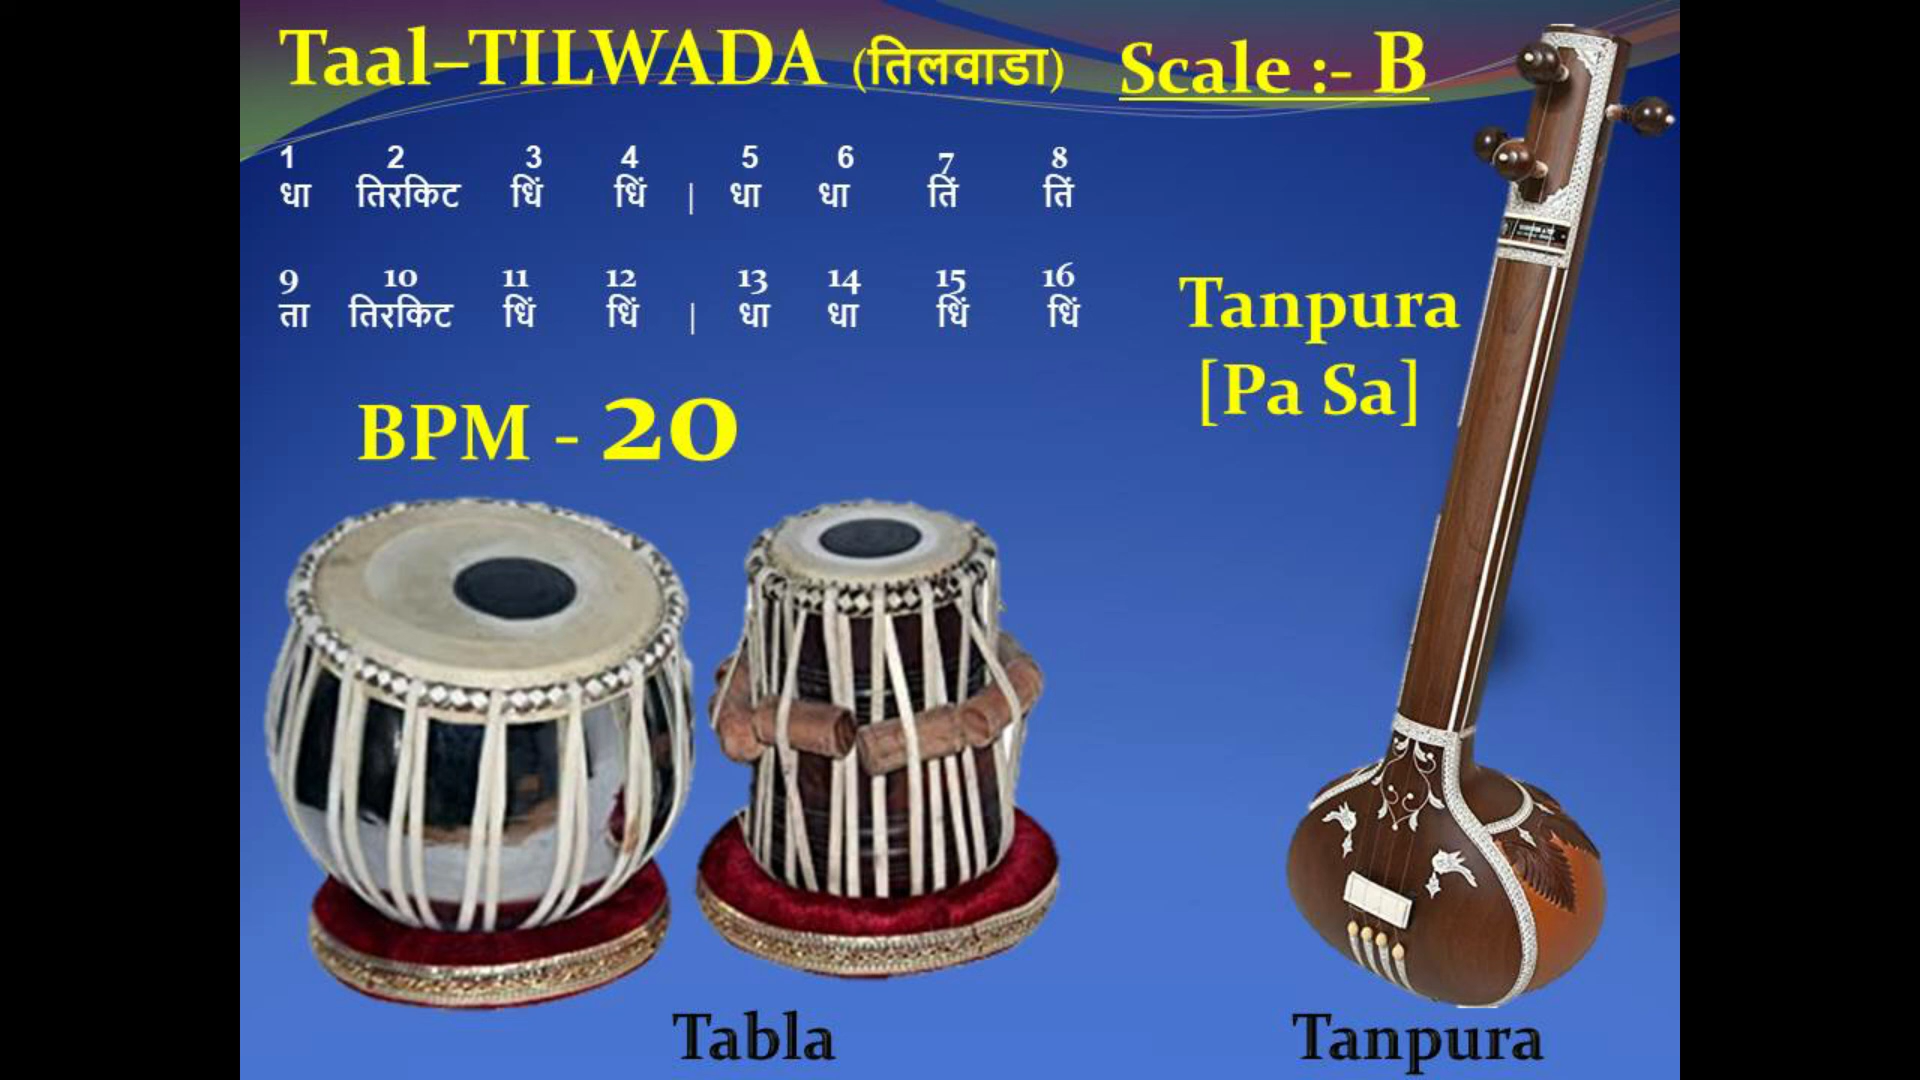 Taal–TILWADA (तिलवाडा) Scale :- B
1 2 3 4 5 6 7 8
धा तिरकिट धिं धिं | धा धा तिं तिं
9 10 11 12 13 14 15 16
ता तिरकिट धिं धिं | धा धा धिं धिं
Tanpura
[Pa Sa]
BPM - 20
Tabla
Tanpura